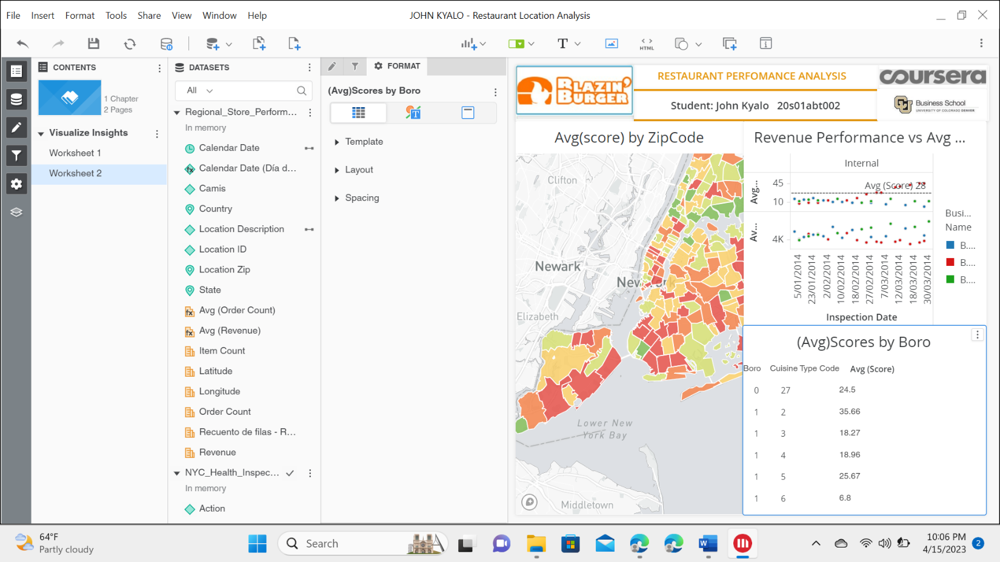 File Insert Format Tools Share View Window Help
JOHN KYALO - Restaurant Location Analysis
HTML
CONTENTS
1 Chapter
2 Pages
Visualize Insights
Worksheet 1
Worksheet 2
DATASETS
All
Regional_Store_Perform...
In memory
Calendar Date
Calendar Date (Día d...
Camis
Country
Location Description
Location ID
Location Zip
State
Avg (Order Count)
Avg (Revenue)
Item Count
Latitude
Longitude
Order Count
Recuento de filas - R...
Revenue
NYC_Health_Inspec...
In memory
Action
FORMAT
(Avg)Scores by Boro
Template
Layout
Spacing
BLAZIN' BURGER
RESTAURANT PERFOMANCE ANALYSIS
Student: John Kyalo 20s01abt002
coursera
CU
Business School
UNIVERSITY OF COLORADO DENVER
Avg(score) by ZipCode
Clifton
Newark
New York
Elizabeth
Lower New
York Bay
Middletown
Revenue Performance vs Avg ...
Internal
Avg...
45
10
Avg (Score) 28
Av...
4K
5/01/2014
23/01/2014
2/02/2014
10/02/2014
18/02/2014
27/02/2014
7/03/2014
12/03/2014
18/03/2014
30/03/2014
Inspection Date
Busi...
Name
B....
B....
B....
(Avg)Scores by Boro
Boro Cuisine Type Code Avg (Score)
0 27 24.5
1 2 35.66
1 3 18.27
1 4 18.96
1 5 25.67
1 6 6.8
64°F
Partly cloudy
Search
10:06 PM
4/15/2023
2